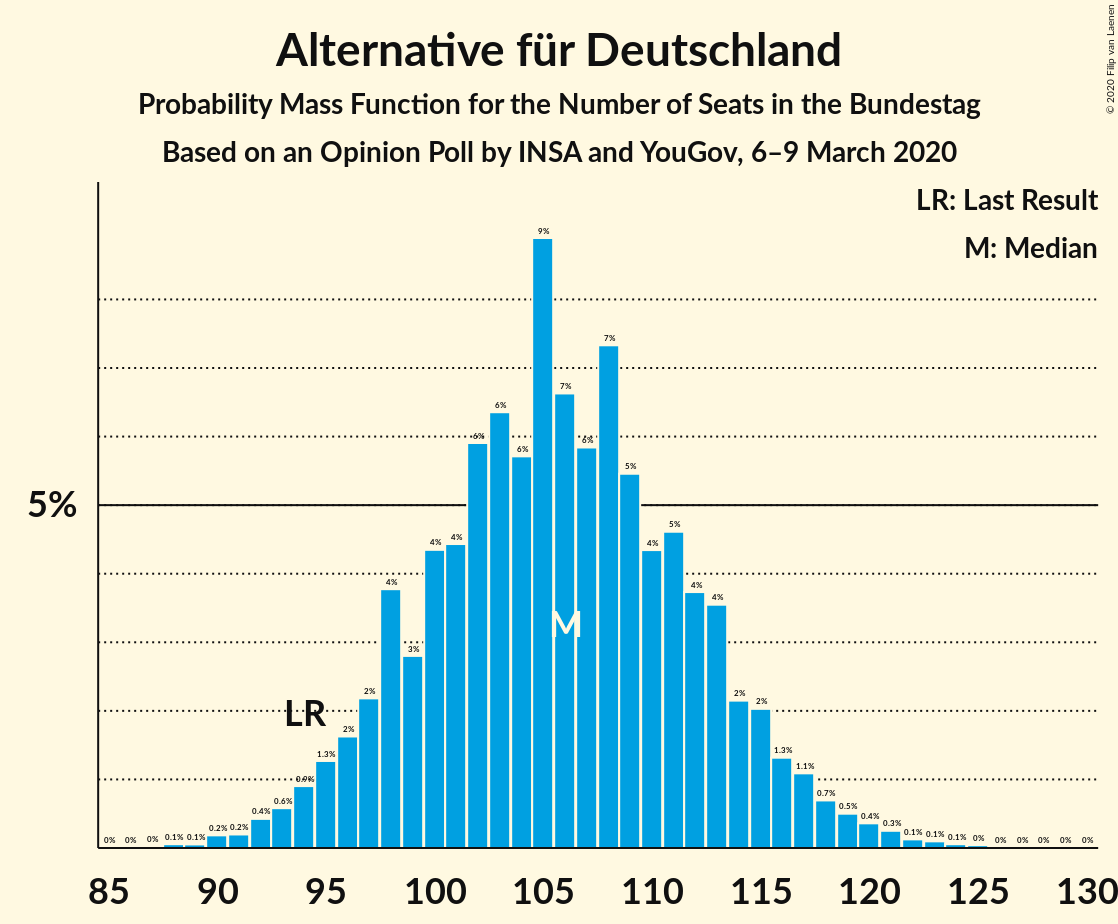 Alternative für Deutschland
Probability Mass Function for the Number of Seats in the Bundestag
Based on an Opinion Poll by INSA and YouGov, 6–9 March 2020
© 2020 Filip van Laenen
LR: Last Result
M: Median
5%
0% 0% 0% 0.1% 0.1% 0.2% 0.2% 0.4% 0.6% 0.9% 1.3% 2% 2% 4% 3% 4% 4% 6% 6% 6% 9% 7% 6% 7% 5% 4% 5% 4% 4% 2% 2% 1.3% 1.1% 0.7% 0.5% 0.4% 0.3% 0.1% 0.1% 0.1% 0% 0% 0% 0% 0% 0%
LR
M
85 90 95 100 105 110 115 120 125 130